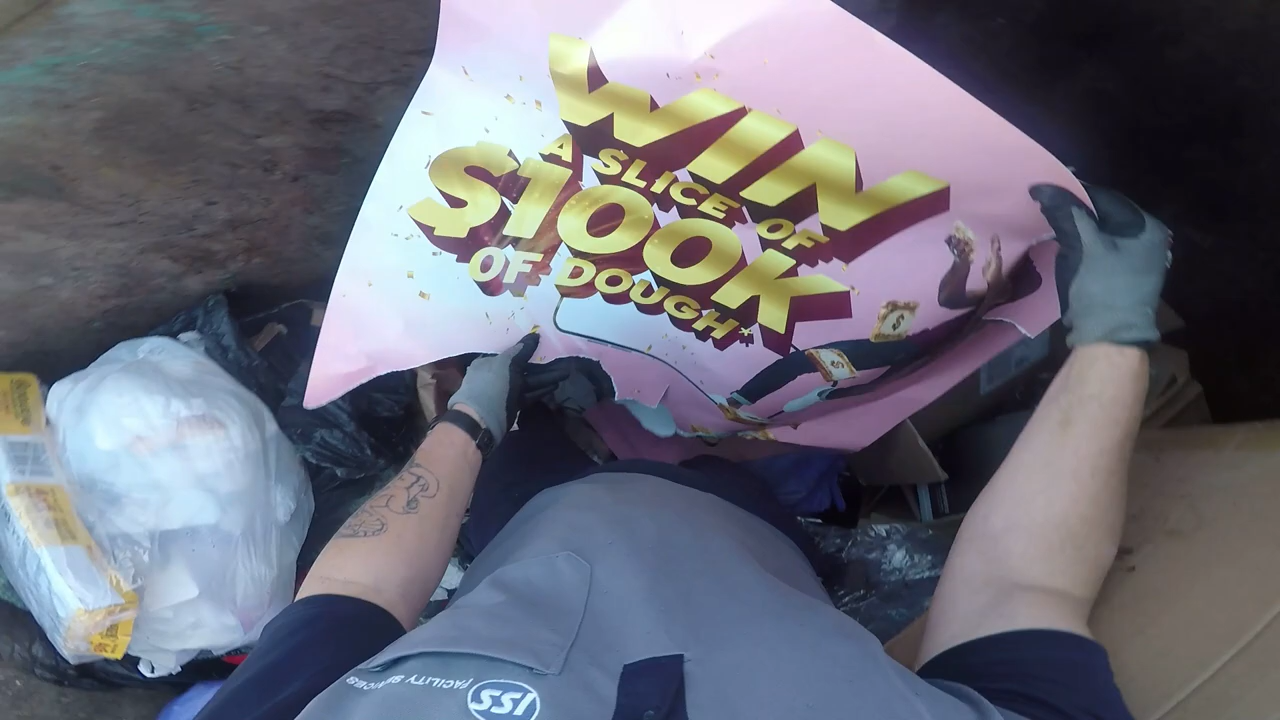 WIN
A SLICE OF
$100K
OF DOUGH*
$
$
ISS
FACILITY SERVICES